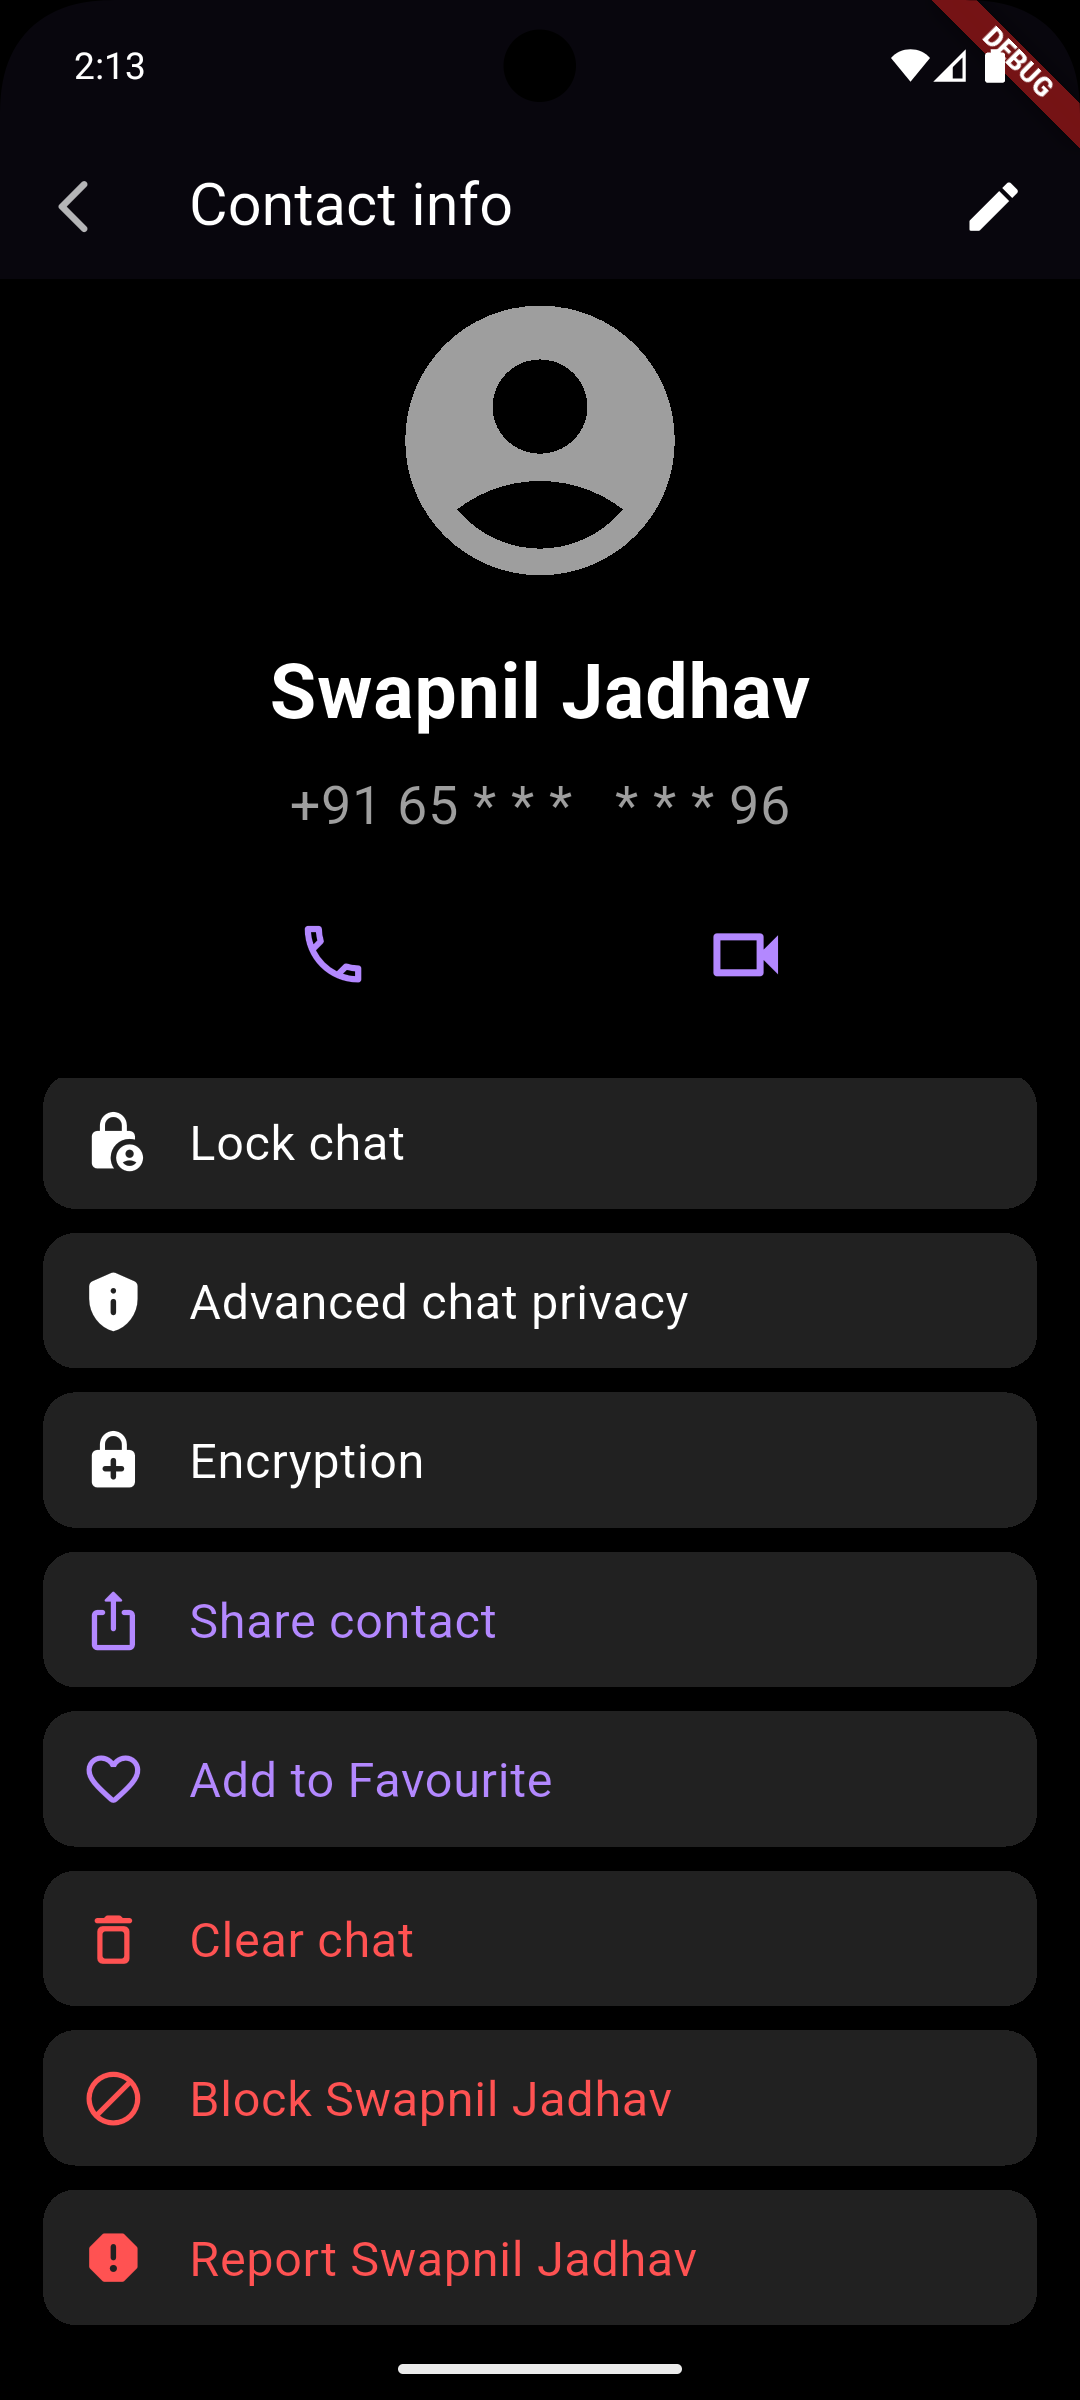 2:13
DEBUG
Contact info
Swapnil Jadhav
+91 65 * * *   * * * 96
Lock chat
Advanced chat privacy
Encryption
Share contact
Add to Favourite
Clear chat
Block Swapnil Jadhav
Report Swapnil Jadhav